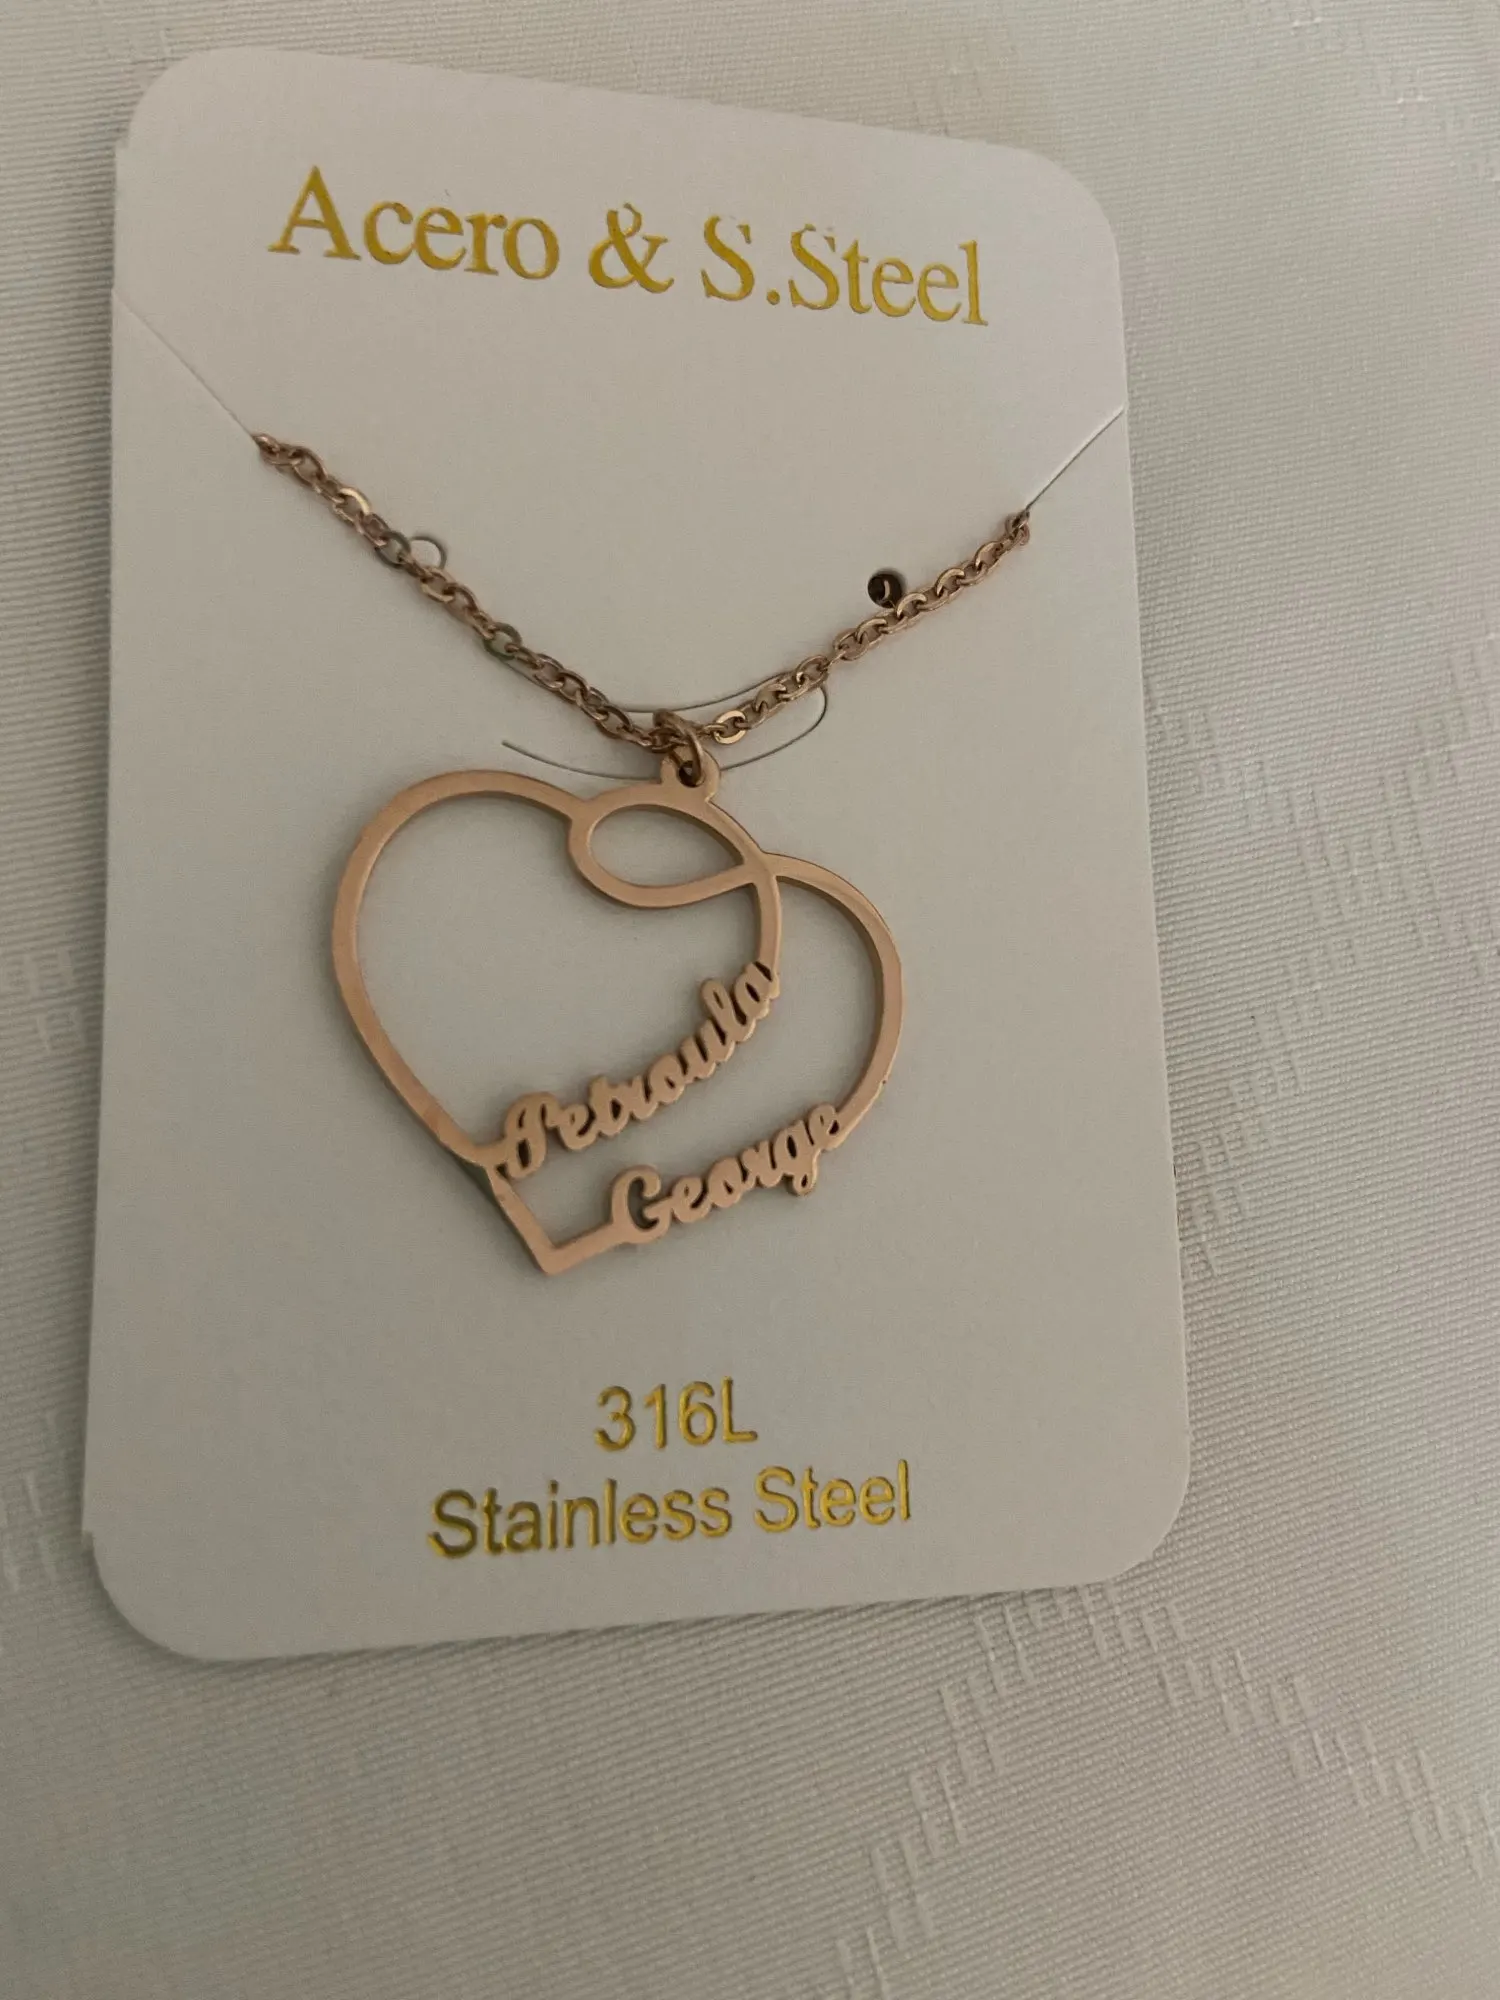 Acero & S.Steel
Petroula
George
316L
Stainless Steel